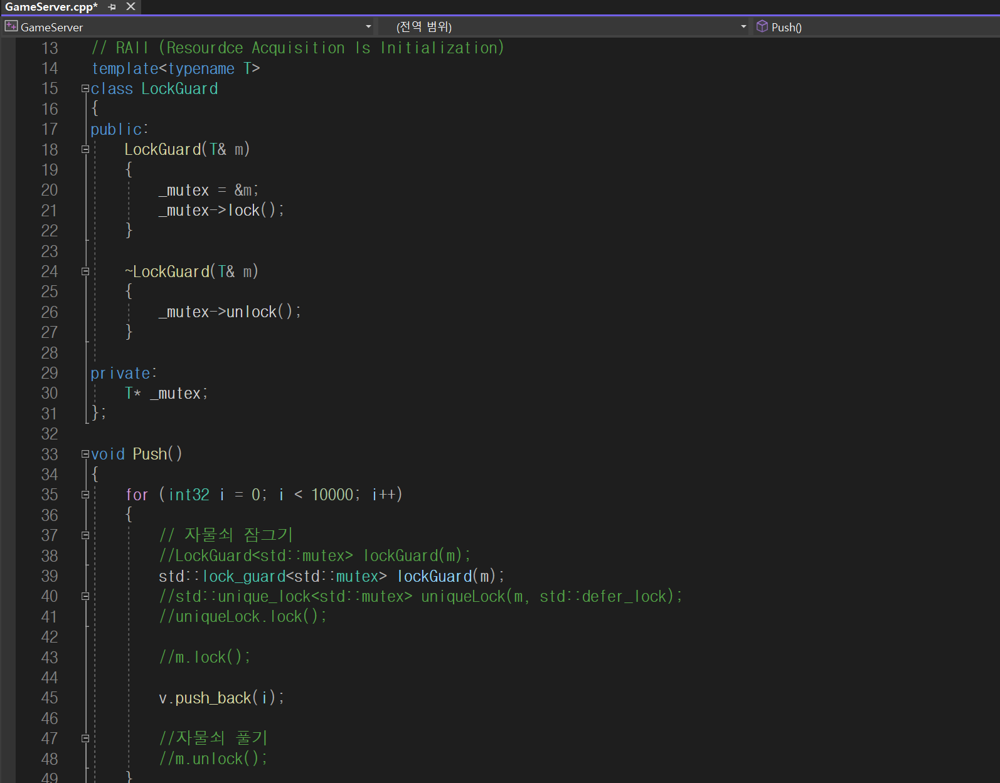 GameServer.cpp*
GameServer (전역 범위) Push()
13 // RAII (Resourdce Acquisition Is Initialization)
14 template<typename T>
15 class LockGuard
16 {
17 public:
18 LockGuard(T& m)
19 {
20 _mutex = &m;
21 _mutex->lock();
22 }
23
24 ~LockGuard(T& m)
25 {
26 _mutex->unlock();
27 }
28
29 private:
30 T* _mutex;
31 };
32
33 void Push()
34 {
35 for (int32 i = 0; i < 10000; i++)
36 {
37 // 자물쇠 잠그기
38 //LockGuard<std::mutex> lockGuard(m);
39 std::lock_guard<std::mutex> lockGuard(m);
40 //std::unique_lock<std::mutex> uniqueLock(m, std::defer_lock);
41 //uniqueLock.lock();
42
43 //m.lock();
44
45 v.push_back(i);
46
47 //자물쇠 풀기
48 //m.unlock();
49 }